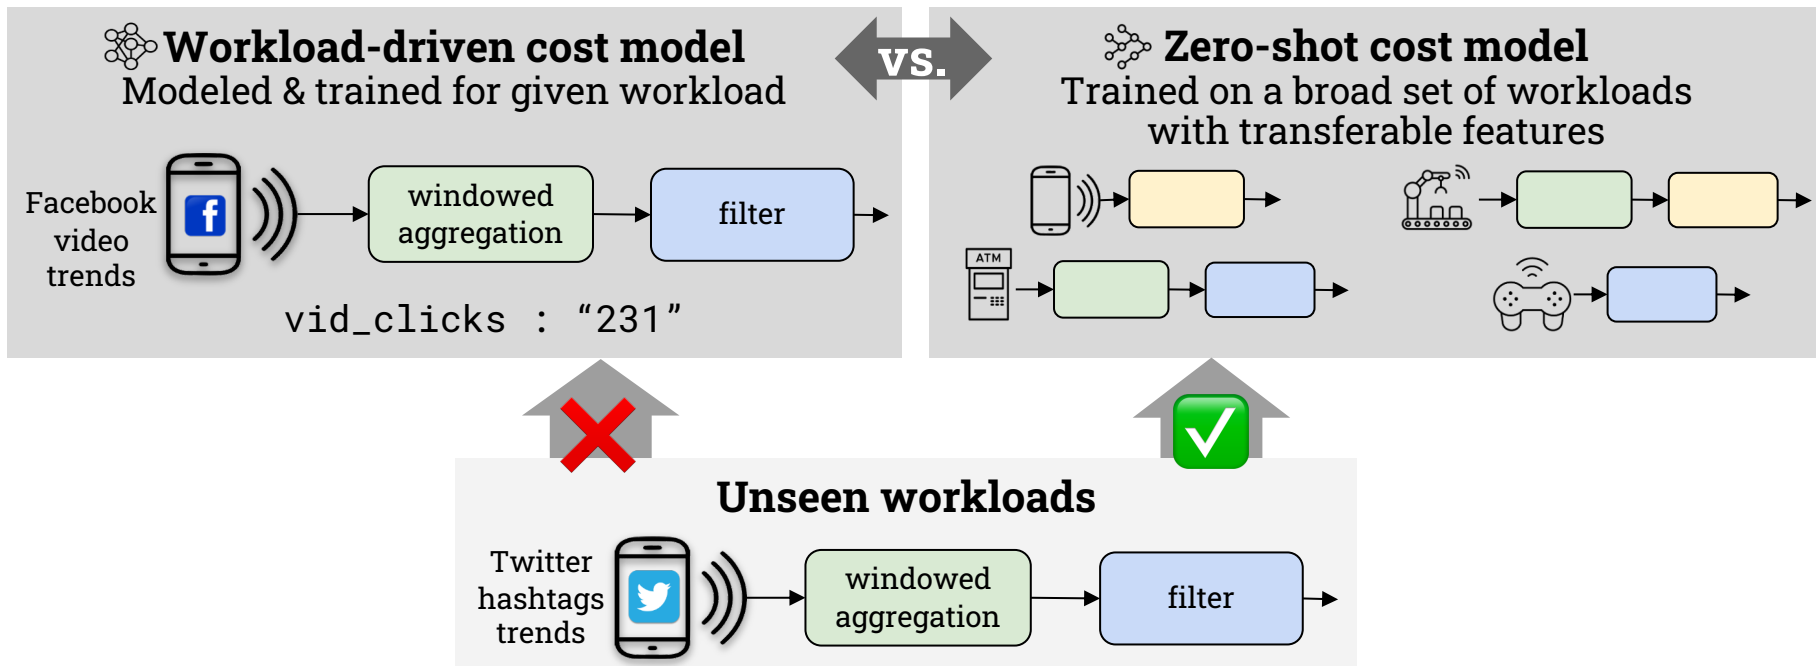 Workload-driven cost model
Modeled & trained for given workload
Facebook
video
trends
f
windowed
aggregation
filter
vid_clicks : “231”
vs.
Zero-shot cost model
Trained on a broad set of workloads
with transferable features
ATM
Unseen workloads
Twitter
hashtags
trends
windowed
aggregation
filter